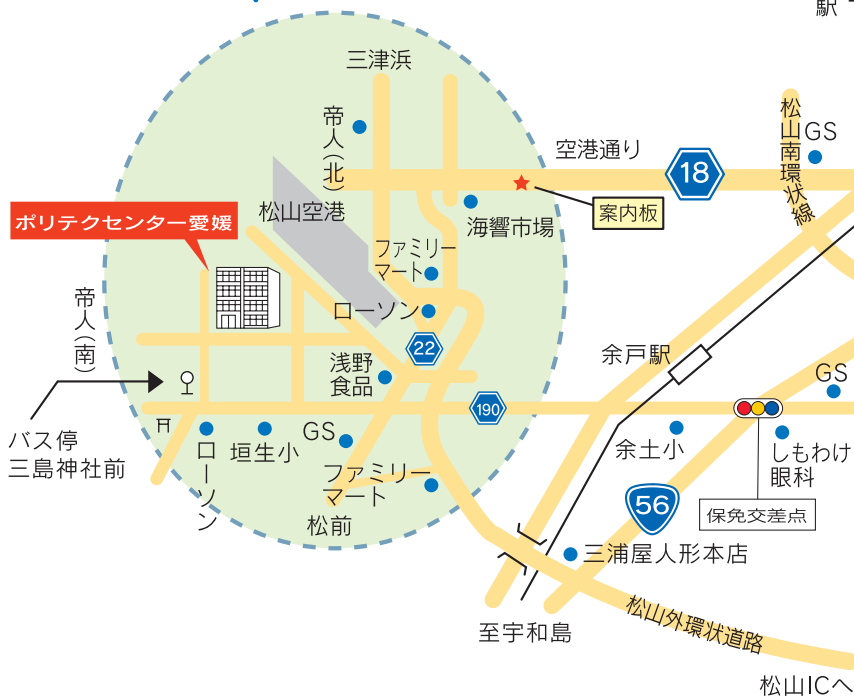 駅
三津浜
帝人(北)
空港通り
18
松山南環状線
GS
案内板
海響市場
松山空港
ポリテクセンター愛媛
ファミリー
マート
ローソン
帝人(南)
22
浅野
食品
余戸駅
GS
190
バス停
三島神社前
ローソン
垣生小
GS
ファミリー
マート
松前
余土小
しもわけ
眼科
56
保免交差点
三浦屋人形本店
至宇和島
松山外環状道路
松山ICへ